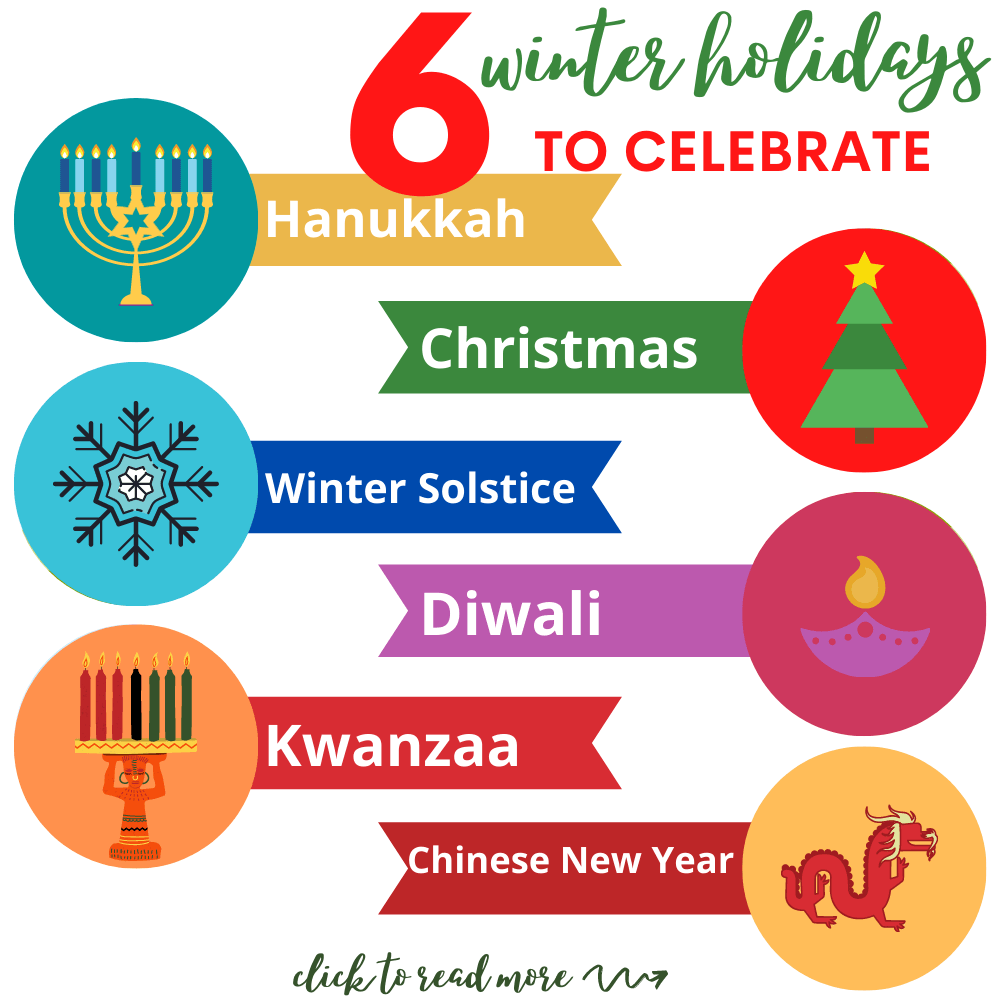 6 winter holidays
TO CELEBRATE
Hanukkah
Christmas
Winter Solstice
Diwali
Kwanzaa
Chinese New Year
click to read more